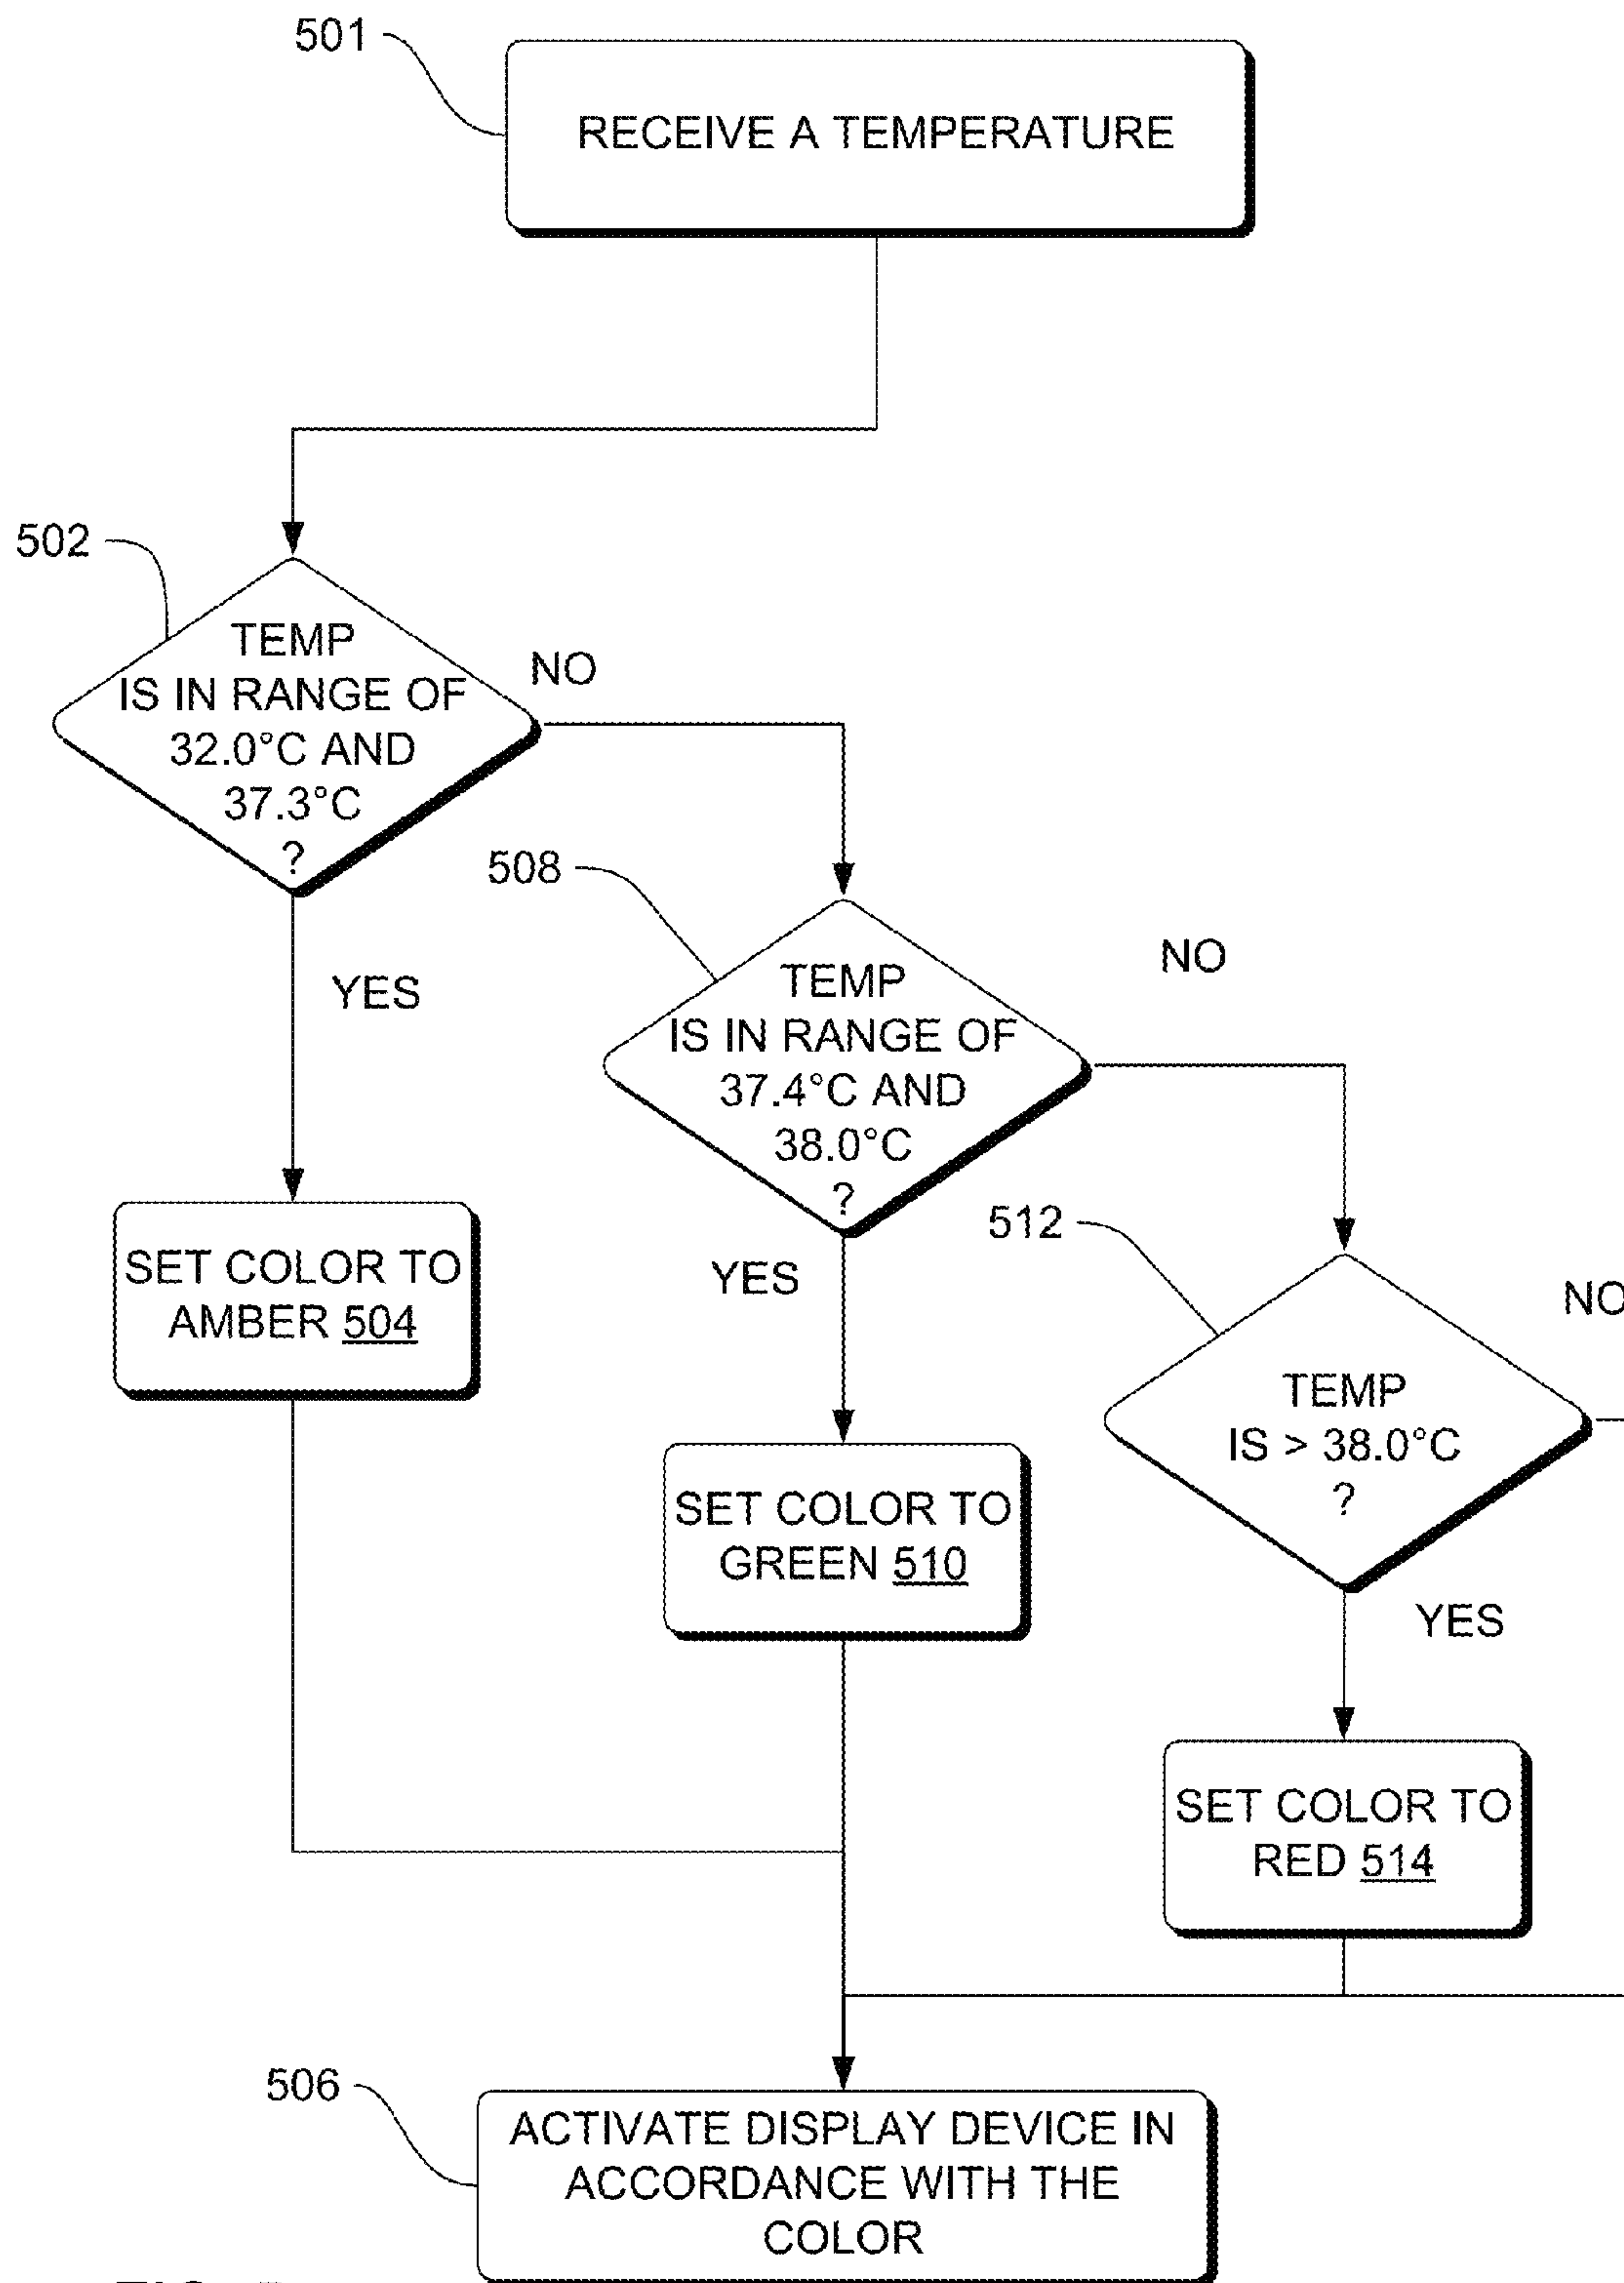 501
RECEIVE A TEMPERATURE
502
TEMP
IS IN RANGE OF
32.0°C AND
37.3°C
?
NO
YES
508
TEMP
IS IN RANGE OF
37.4°C AND
38.0°C
?
NO
YES
512
TEMP
IS > 38.0°C
?
NO
YES
SET COLOR TO
AMBER 504
SET COLOR TO
GREEN 510
SET COLOR TO
RED 514
506
ACTIVATE DISPLAY DEVICE IN
ACCORDANCE WITH THE
COLOR